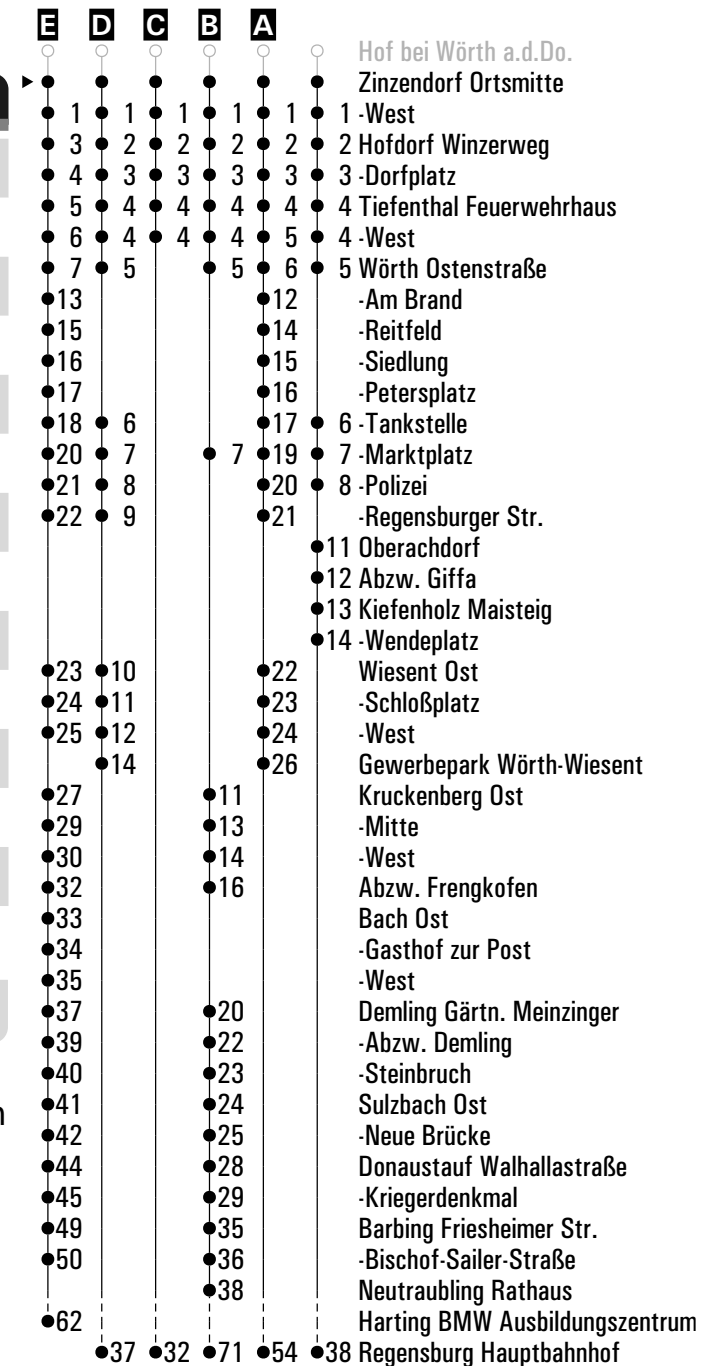 E D C B A
Hof bei Wörth a.d.Do.
Zinzendorf Ortsmitte
1 1 1 1 1 1 -West
3 2 2 2 2 2 Hofdorf Winzerweg
4 3 3 3 3 3 -Dorfplatz
5 4 4 4 4 4 Tiefenthal Feuerwehrhaus
6 4 4 4 5 4 -West
7 5 5 6 5 Wörth Ostenstraße
13 12 -Am Brand
15 14 -Reitfeld
16 15 -Siedlung
17 16 -Petersplatz
18 6 17 6 -Tankstelle
20 7 7 19 7 -Marktplatz
21 8 20 8 -Polizei
22 9 21 -Regensburger Str.
11 Oberachdorf
12 Abzw. Giffa
13 Kiefenholz Maisteig
14 -Wendeplatz
23 10 22 Wiesent Ost
24 11 23 -Schloßplatz
25 12 24 -West
14 26 Gewerbepark Wörth-Wiesent
27 11 Kruckenberg Ost
29 13 -Mitte
30 14 -West
32 16 Abzw. Frengkofen
33 Bach Ost
34 -Gasthof zur Post
35 -West
37 20 Demling Gärtn. Meinzinger
39 22 -Abzw. Demling
40 23 -Steinbruch
41 24 Sulzbach Ost
42 25 -Neue Brücke
44 28 Donaustauf Walhallastraße
45 29 -Kriegerdenkmal
49 35 Barbing Friesheimer Str.
50 36 -Bischof-Sailer-Straße
38 Neutraubling Rathaus
62 Harting BMW Ausbildungszentrum
37 32 71 54 38 Regensburg Hauptbahnhof